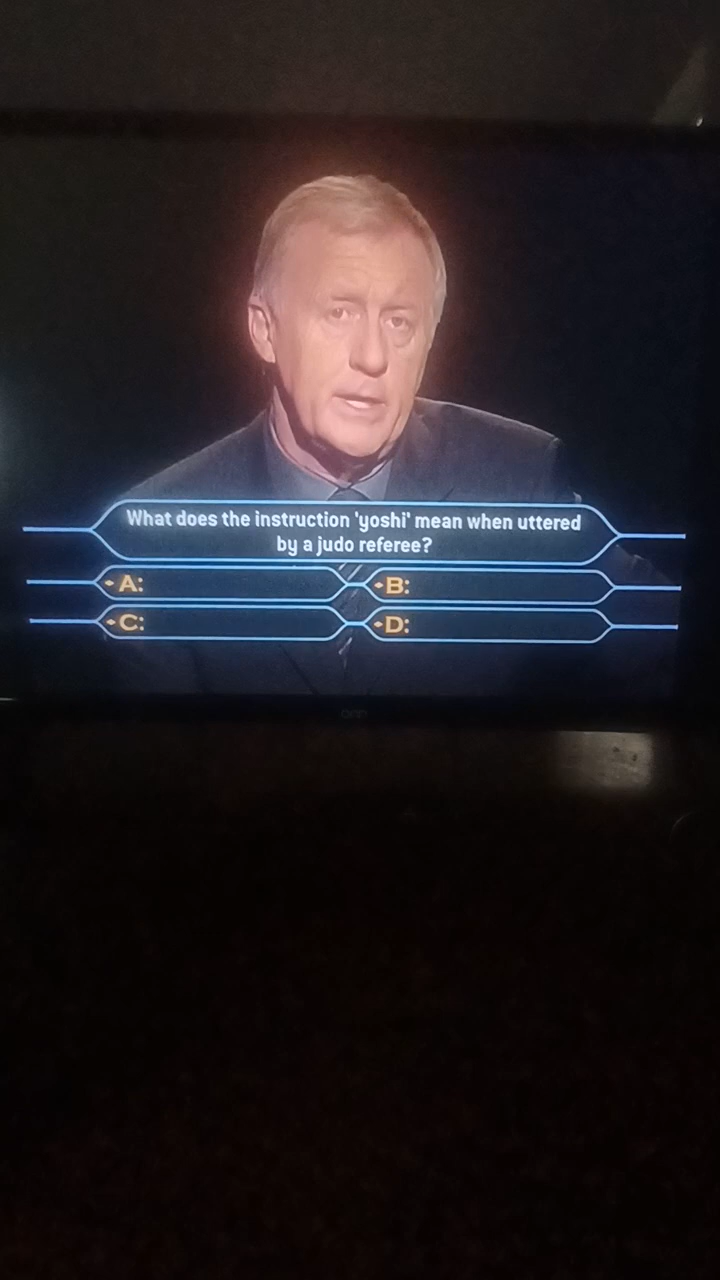 What does the instruction 'yoshi' mean when uttered
by a judo referee?
A:
B:
C:
D: